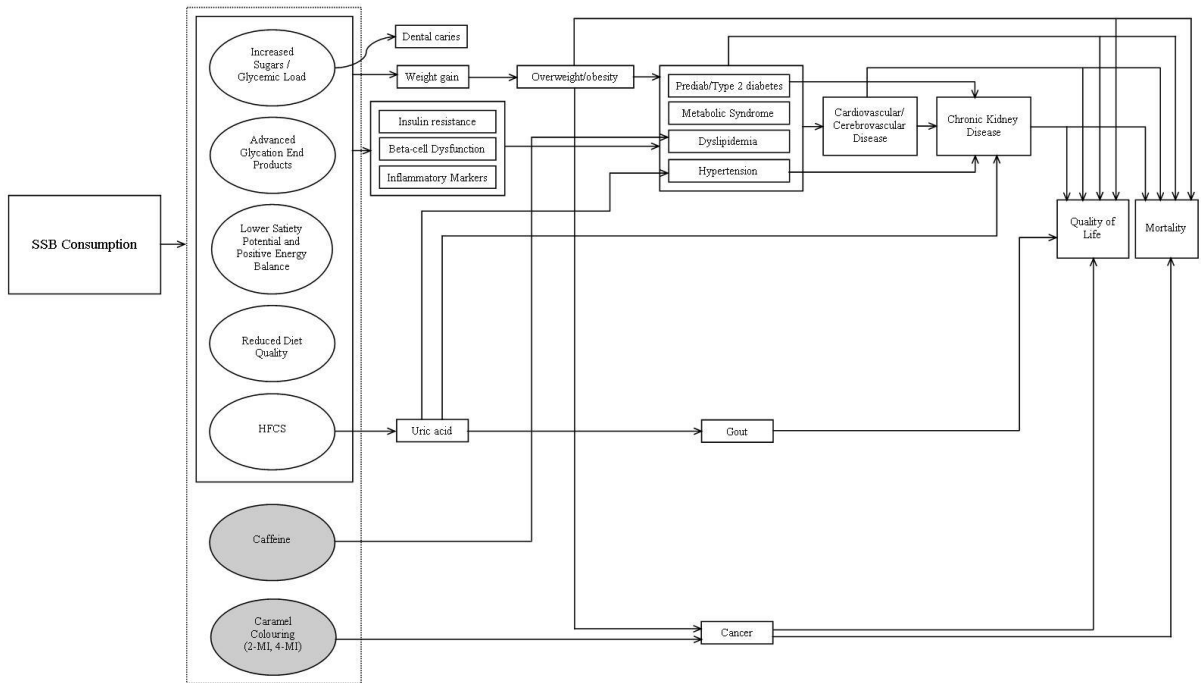 SSB Consumption
Increased
Sugars /
Glycemic Load
Advanced
Glycation End
Products
Lower Satiety
Potential and
Positive Energy
Balance
Reduced Diet
Quality
HFCS
Caffeine
Caramel
Colouring
(2-MI, 4-MI)
Dental caries
Weight gain
Insulin resistance
Beta-cell Dysfunction
Inflammatory Markers
Uric acid
Overweight/obesity
Prediab/Type 2 diabetes
Metabolic Syndrome
Dyslipidemia
Hypertension
Gout
Cancer
Cardiovascular/
Cerebrovascular
Disease
Chronic Kidney
Disease
Quality of
Life
Mortality